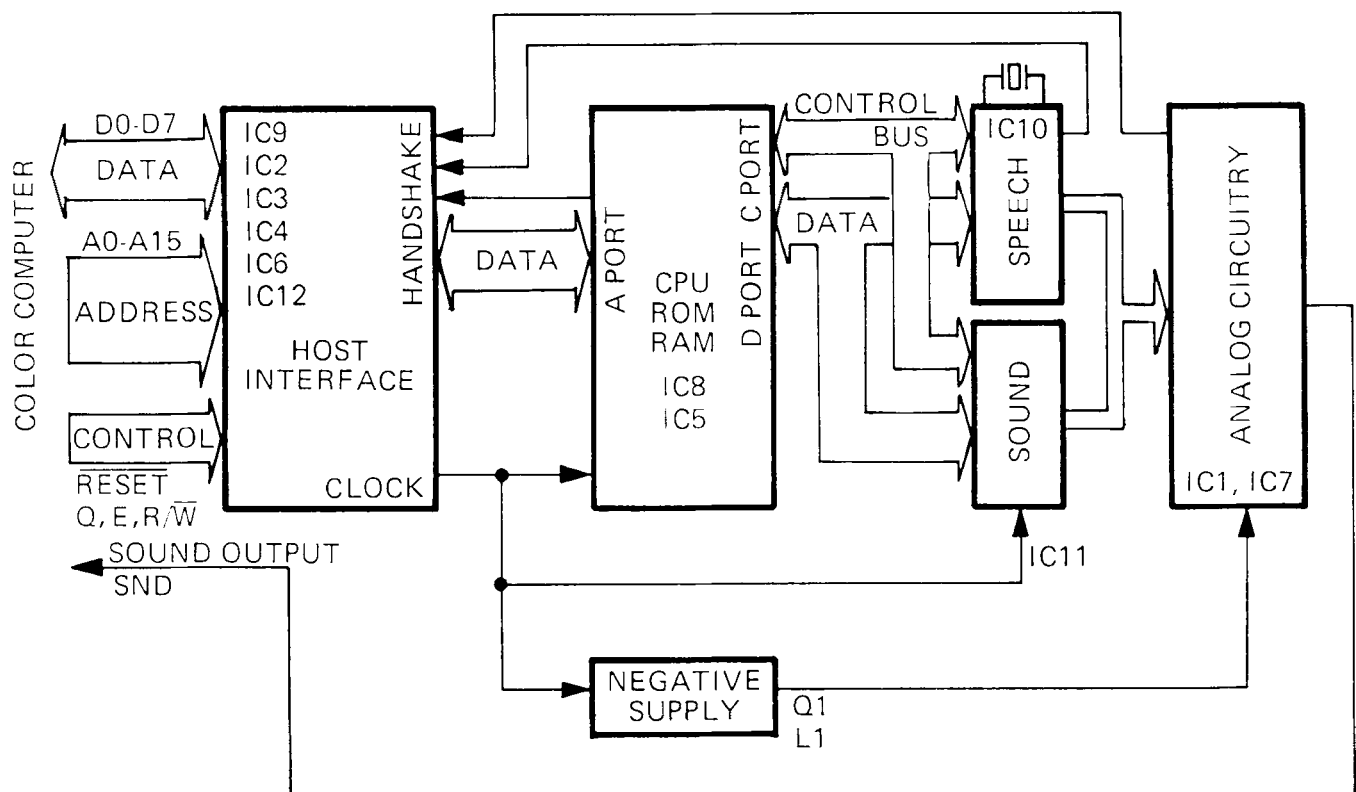 COLOR COMPUTER
D0-D7
DATA
A0-A15
ADDRESS
CONTROL
RESET
Q, E, R/W̅
SOUND OUTPUT
SND
IC9
IC2
IC3
IC4
IC6
IC12
HOST
INTERFACE
HANDSHAKE
CLOCK
DATA
A PORT
CPU
ROM
RAM
IC8
IC5
C PORT
D PORT
CONTROL
BUS
DATA
IC10
SPEECH
SOUND
IC11
ANALOG CIRCUITRY
IC1, IC7
NEGATIVE
SUPPLY
Q1
L1